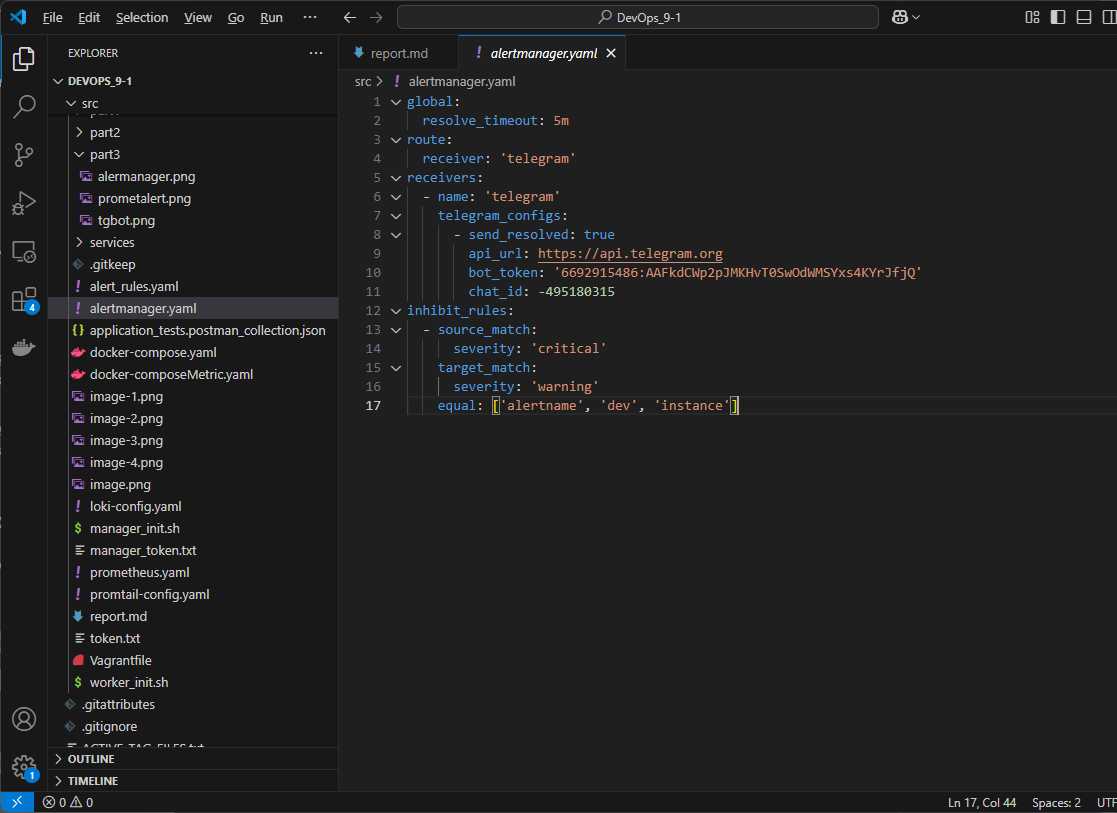 File Edit Selection View Go Run ··· DevOps_9-1
EXPLORER ···
DEVOPS_9-1
src
part2
part3
alermanager.png
prometalert.png
tgbot.png
services
.gitkeep
alert_rules.yaml
alertmanager.yaml
application_tests.postman_collection.json
docker-compose.yaml
docker-composeMetric.yaml
image-1.png
image-2.png
image-3.png
image-4.png
image.png
loki-config.yaml
manager_init.sh
manager_token.txt
prometheus.yaml
promtail-config.yaml
report.md
token.txt
Vagrantfile
worker_init.sh
.gitattributes
.gitignore
OUTLINE
TIMELINE
4
1
report.md ! alertmanager.yaml
src > ! alertmanager.yaml
1 global:
2 resolve_timeout: 5m
3 route:
4 receiver: 'telegram'
5 receivers:
6 - name: 'telegram'
7 telegram_configs:
8 - send_resolved: true
9 api_url: https://api.telegram.org
10 bot_token: '6692915486:AAFkdCWp2pJMKHvT0SwOdWMSYxs4KYrJfjQ'
11 chat_id: -495180315
12 inhibit_rules:
13 - source_match:
14 severity: 'critical'
15 target_match:
16 severity: 'warning'
17 equal: ['alertname', 'dev', 'instance']
0 0 Ln 17, Col 44 Spaces: 2 UTF